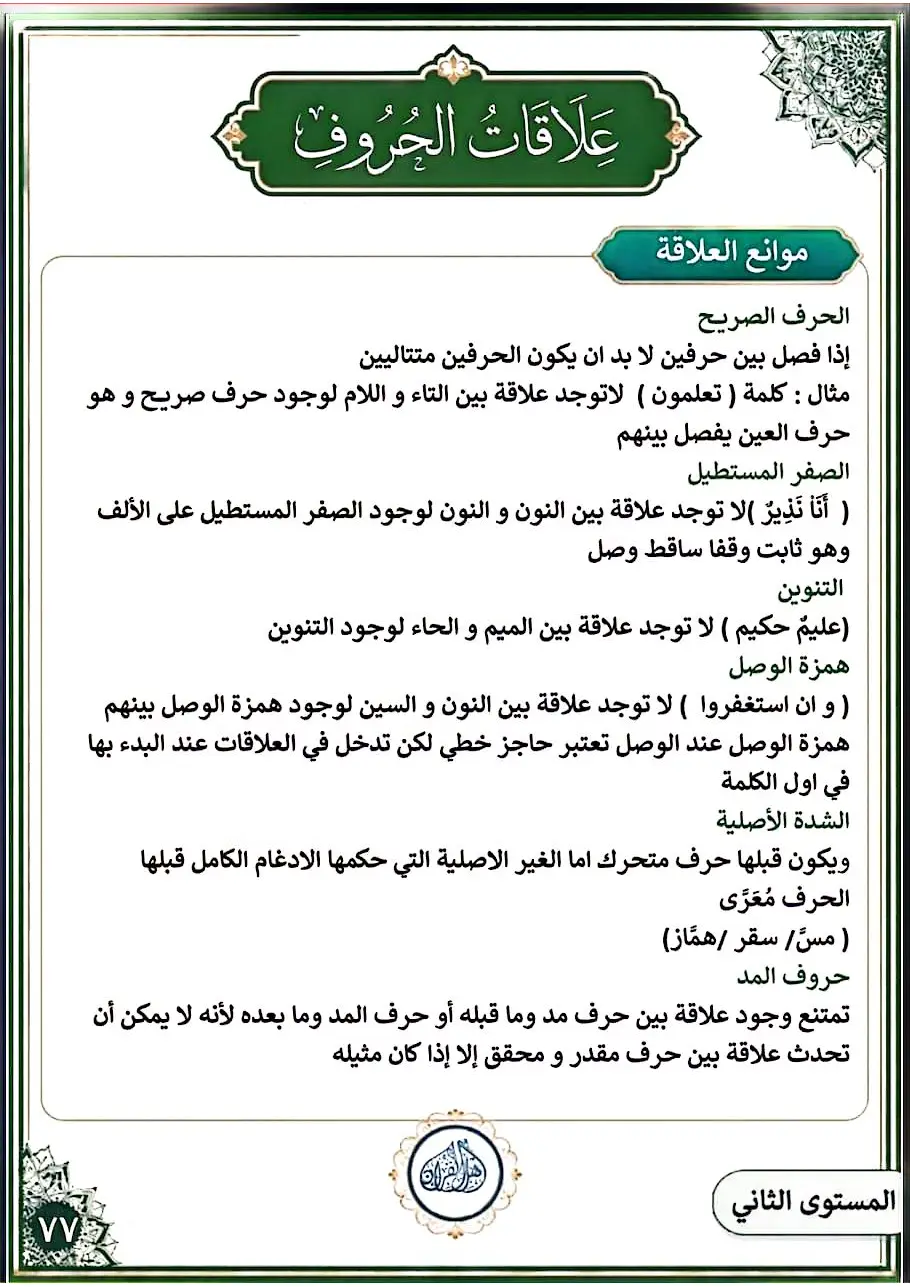 عَِلَاقَاتُ الحُرُوفِ
موانع العلاقة
الحرف الصريح
إذا فصل بين حرفين لا بد ان يكون الحرفين متتاليين
مثال : كلمة ( تعلمون ) لاتوجد علاقة بين التاء و اللام لوجود حرف صريح و هو
حرف العين يفصل بينهم
الصفر المستطيل
( أَنَا۠ نَذِيرٌ )لا توجد علاقة بين النون و النون لوجود الصفر المستطيل على الألف
وهو ثابت وقفا ساقط وصل
التنوين
(عليمٌ حكيم ) لا توجد علاقة بين الميم و الحاء لوجود التنوين
همزة الوصل
( و ان استغفروا ) لا توجد علاقة بين النون و السين لوجود همزة الوصل بينهم
همزة الوصل عند الوصل تعتبر حاجز خطي لكن تدخل في العلاقات عند البدء بها
في اول الكلمة
الشدة الأصلية
ويكون قبلها حرف متحرك اما الغير الاصلية التي حكمها الادغام الكامل قبلها
الحرف مُعَرَّى
( مسَّ/ سقر /همَّاز)
حروف المد
تمتنع وجود علاقة بين حرف مد وما قبله أو حرف المد وما بعده لأنه لا يمكن أن
تحدث علاقة بين حرف مقدر و محقق إلا إذا كان مثيله
أهل القرآن
المستوى الثاني
٧٧